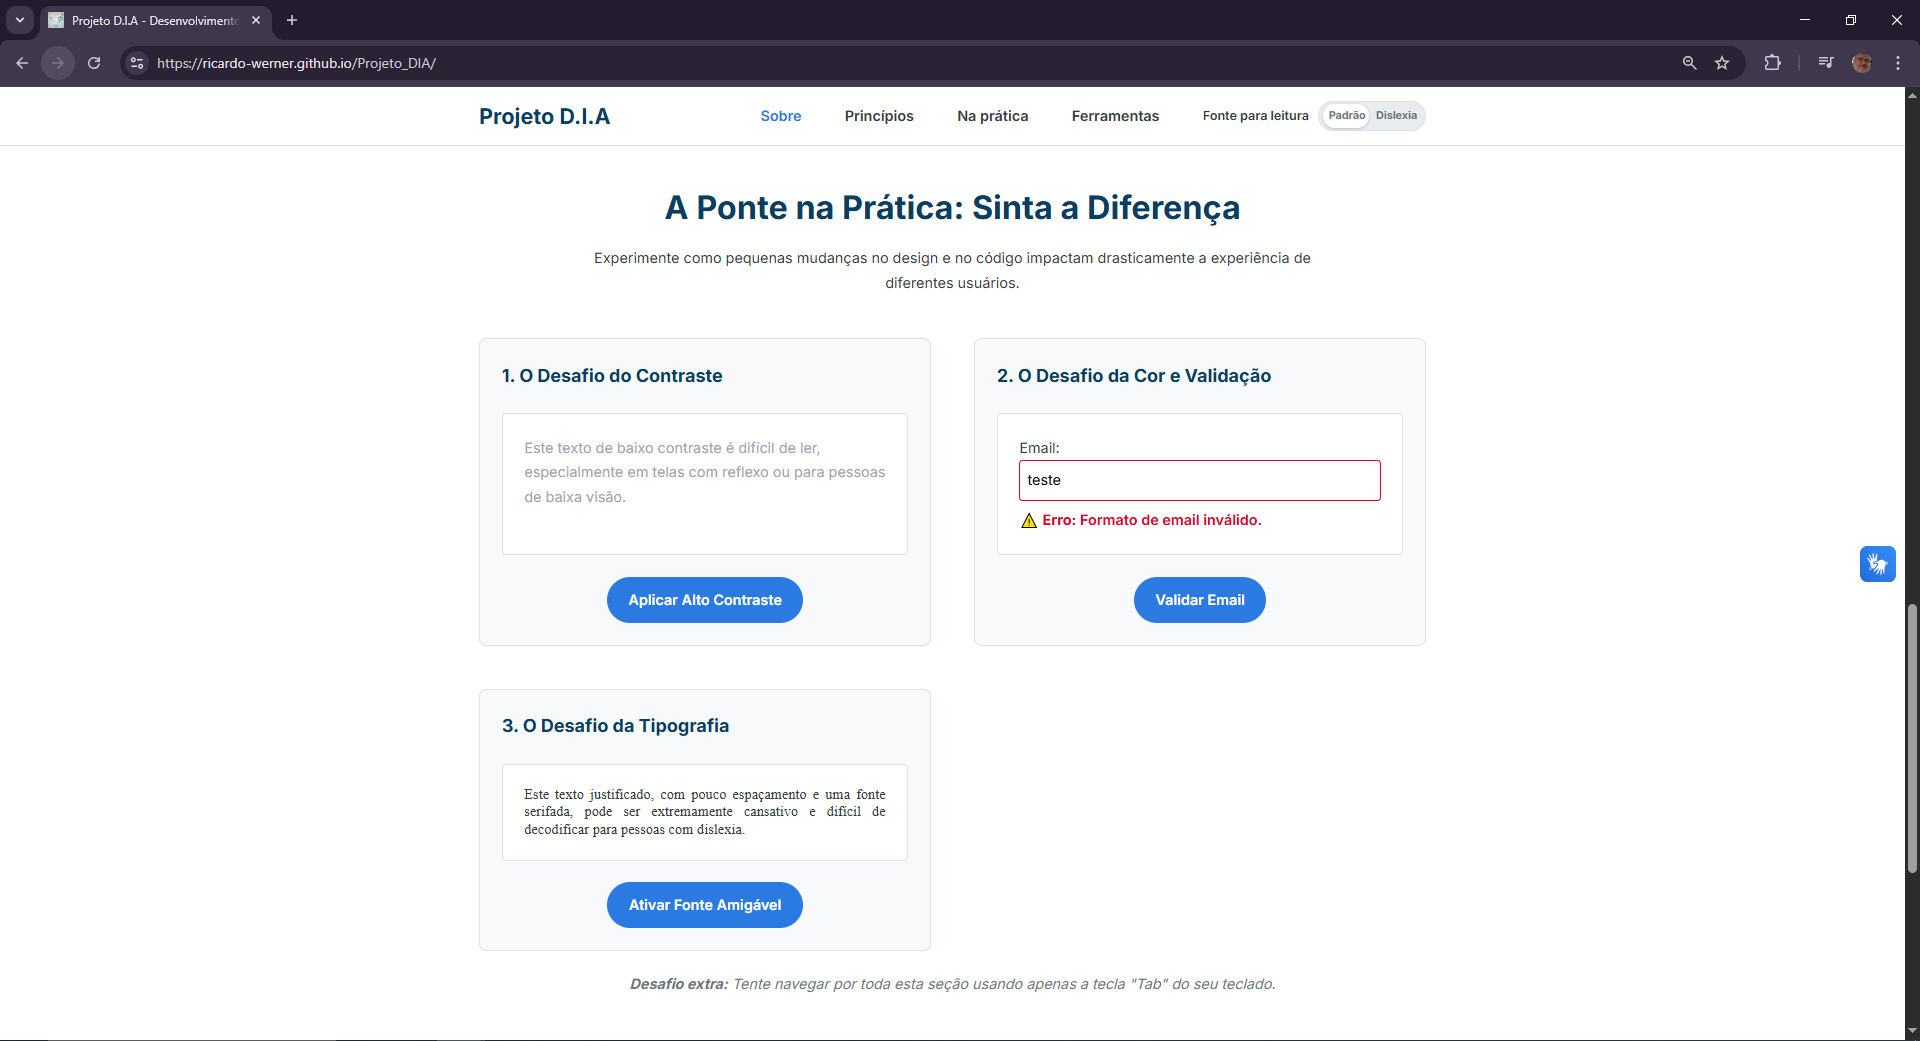 Projeto D.I.A - Desenvolviment
https://ricardo-werner.github.io/Projeto_DIA/
Projeto D.I.A
Sobre
Princípios
Na prática
Ferramentas
Fonte para leitura
Padrão
Dislexia
A Ponte na Prática: Sinta a Diferença
Experimente como pequenas mudanças no design e no código impactam drasticamente a experiência de
diferentes usuários.
1. O Desafio do Contraste
Este texto de baixo contraste é difícil de ler,
especialmente em telas com reflexo ou para pessoas
de baixa visão.
Aplicar Alto Contraste
2. O Desafio da Cor e Validação
Email:
teste
Erro: Formato de email inválido.
Validar Email
3. O Desafio da Tipografia
Este texto justificado, com pouco espaçamento e uma fonte
serifada, pode ser extremamente cansativo e difícil de
decodificar para pessoas com dislexia.
Ativar Fonte Amigável
Desafio extra: Tente navegar por toda esta seção usando apenas a tecla "Tab" do seu teclado.